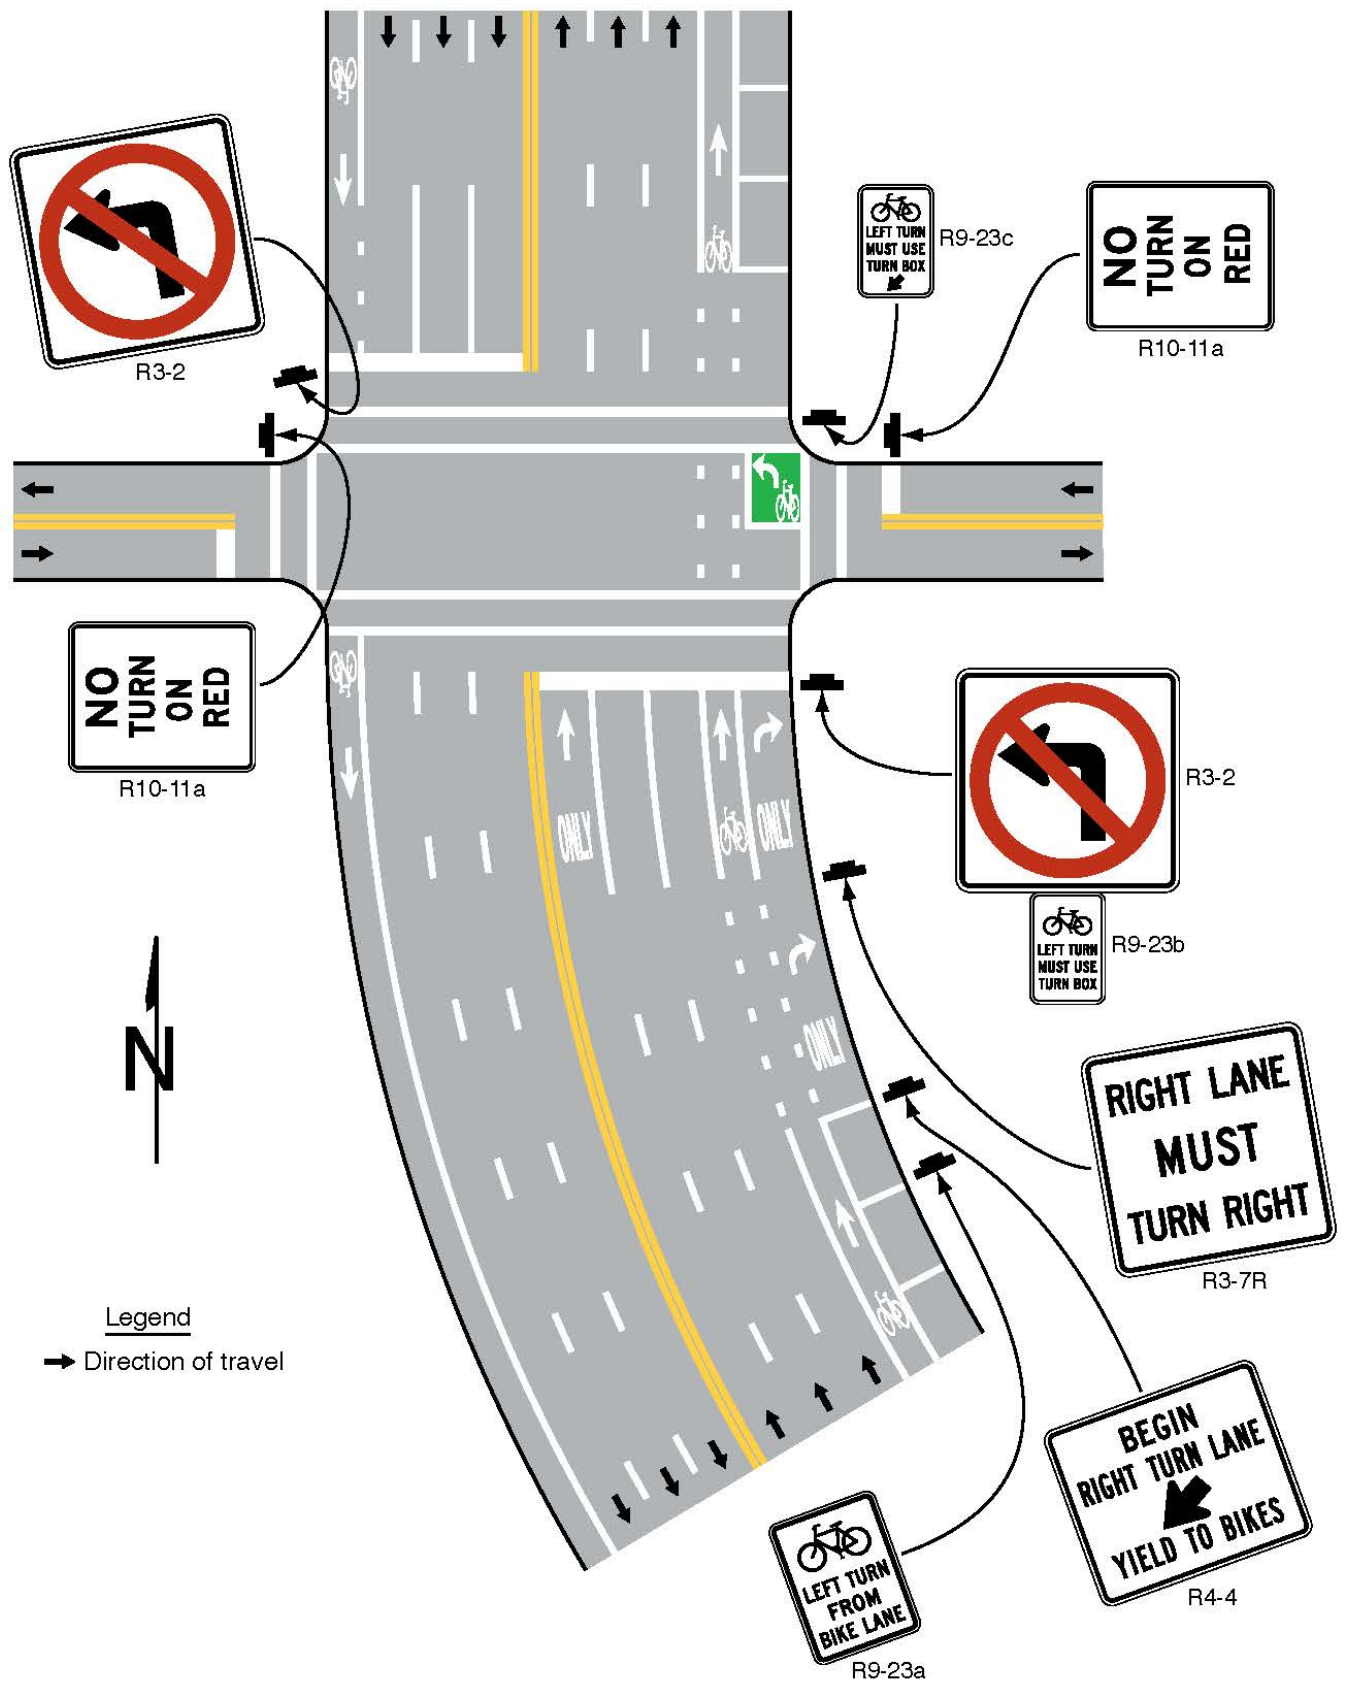 R3-2
LEFT TURN
MUST USE
TURN BOX
R9-23c
NO
TURN
ON
RED
R10-11a
NO
TURN
ON
RED
R10-11a
ONLY
ONLY
ONLY
R3-2
LEFT TURN
MUST USE
TURN BOX
R9-23b
N
RIGHT LANE
MUST
TURN RIGHT
R3-7R
Legend
Direction of travel
BEGIN
RIGHT TURN LANE
YIELD TO BIKES
R4-4
LEFT TURN
FROM
BIKE LANE
R9-23a